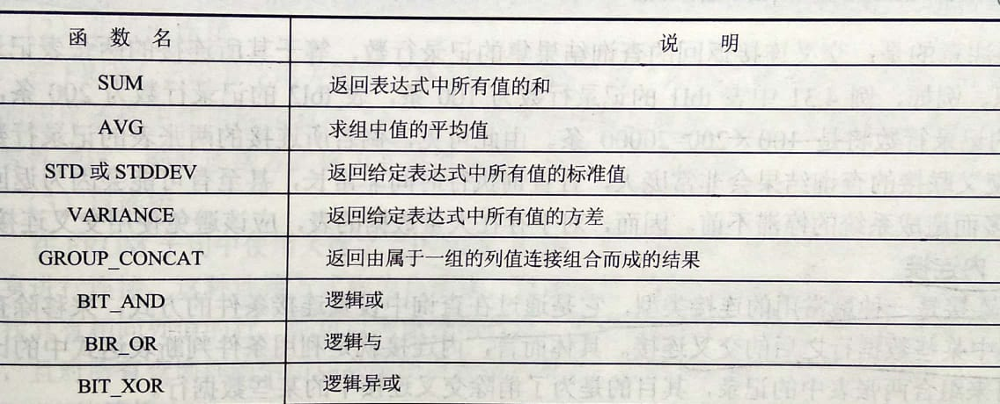 函 数 名 说 明
SUM 返回表达式中所有值的和
AVG 求组中值的平均值
STD 或 STDDEV 返回给定表达式中所有值的标准值
VARIANCE 返回给定表达式中所有值的方差
GROUP_CONCAT 返回由属于一组的列值连接组合而成的结果
BIT_AND 逻辑或
BIR_OR 逻辑与
BIT_XOR 逻辑异或